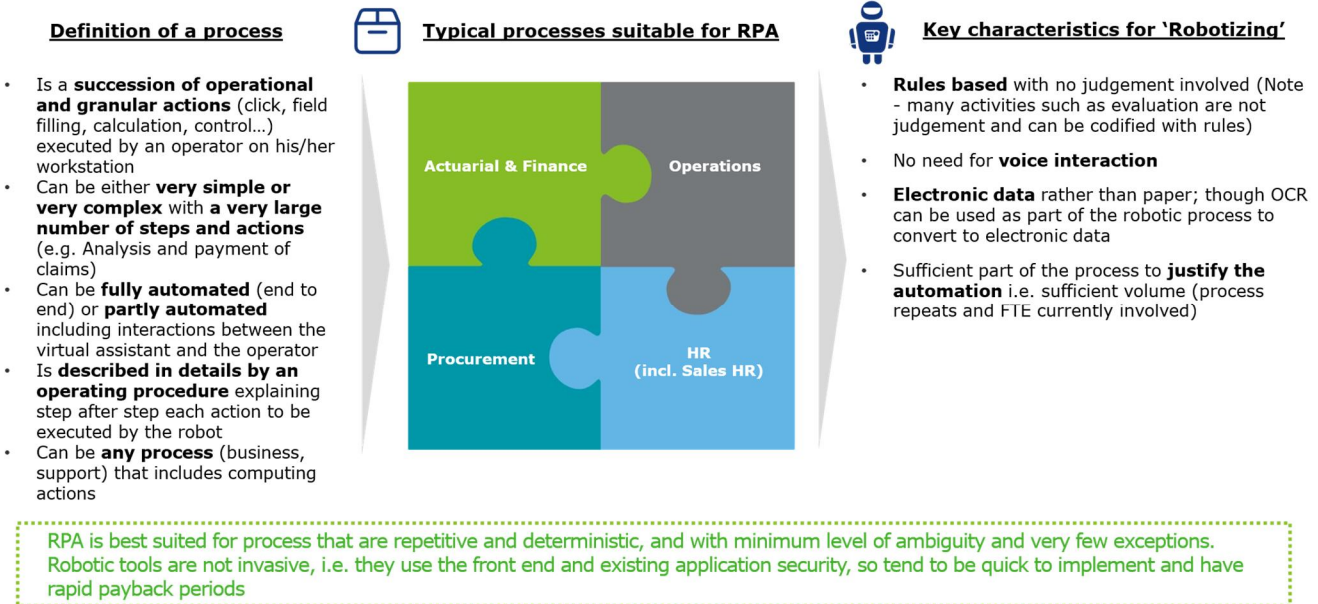 Definition of a process
• Is a succession of operational
and granular actions (click, field
filling, calculation, control...)
executed by an operator on his/her
workstation
• Can be either very simple or
very complex with a very large
number of steps and actions
(e.g. Analysis and payment of
claims)
• Can be fully automated (end to
end) or partly automated
including interactions between the
virtual assistant and the operator
• Is described in details by an
operating procedure explaining
step after step each action to be
executed by the robot
• Can be any process (business,
support) that includes computing
actions
Typical processes suitable for RPA
Actuarial & Finance
Operations
Procurement
HR
(incl. Sales HR)
Key characteristics for ‘Robotizing’
• Rules based with no judgement involved (Note
- many activities such as evaluation are not
judgement and can be codified with rules)
• No need for voice interaction
• Electronic data rather than paper; though OCR
can be used as part of the robotic process to
convert to electronic data
• Sufficient part of the process to justify the
automation i.e. sufficient volume (process
repeats and FTE currently involved)
RPA is best suited for process that are repetitive and deterministic, and with minimum level of ambiguity and very few exceptions.
Robotic tools are not invasive, i.e. they use the front end and existing application security, so tend to be quick to implement and have
rapid payback periods